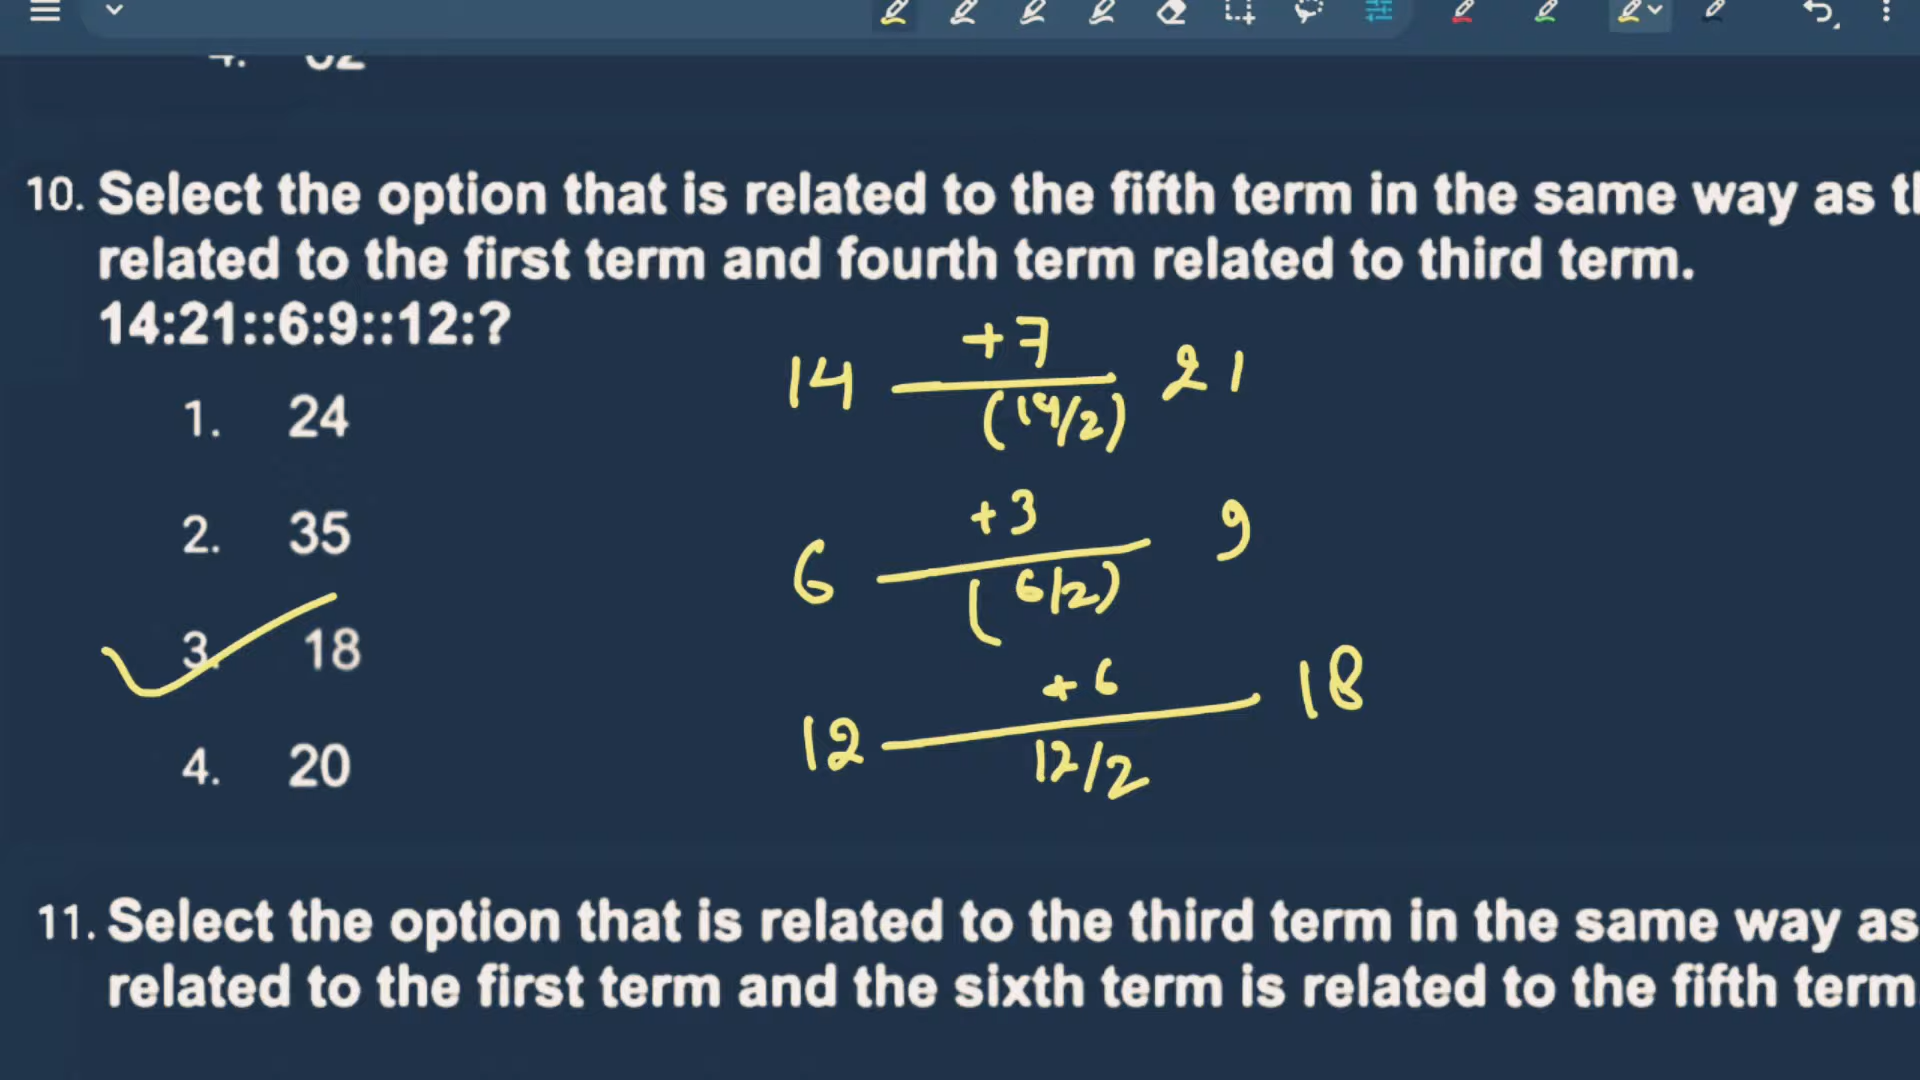 10. Select the option that is related to the fifth term in the same way as
related to the first term and fourth term related to third term.
14:21::6:9::12:?
1. 24
2. 35
3. 18
4. 20
14 +7 21
(14/2)
6 +3 9
(6/2)
12 +6 18
12/2
11. Select the option that is related to the third term in the same way as
related to the first term and the sixth term is related to the fifth term